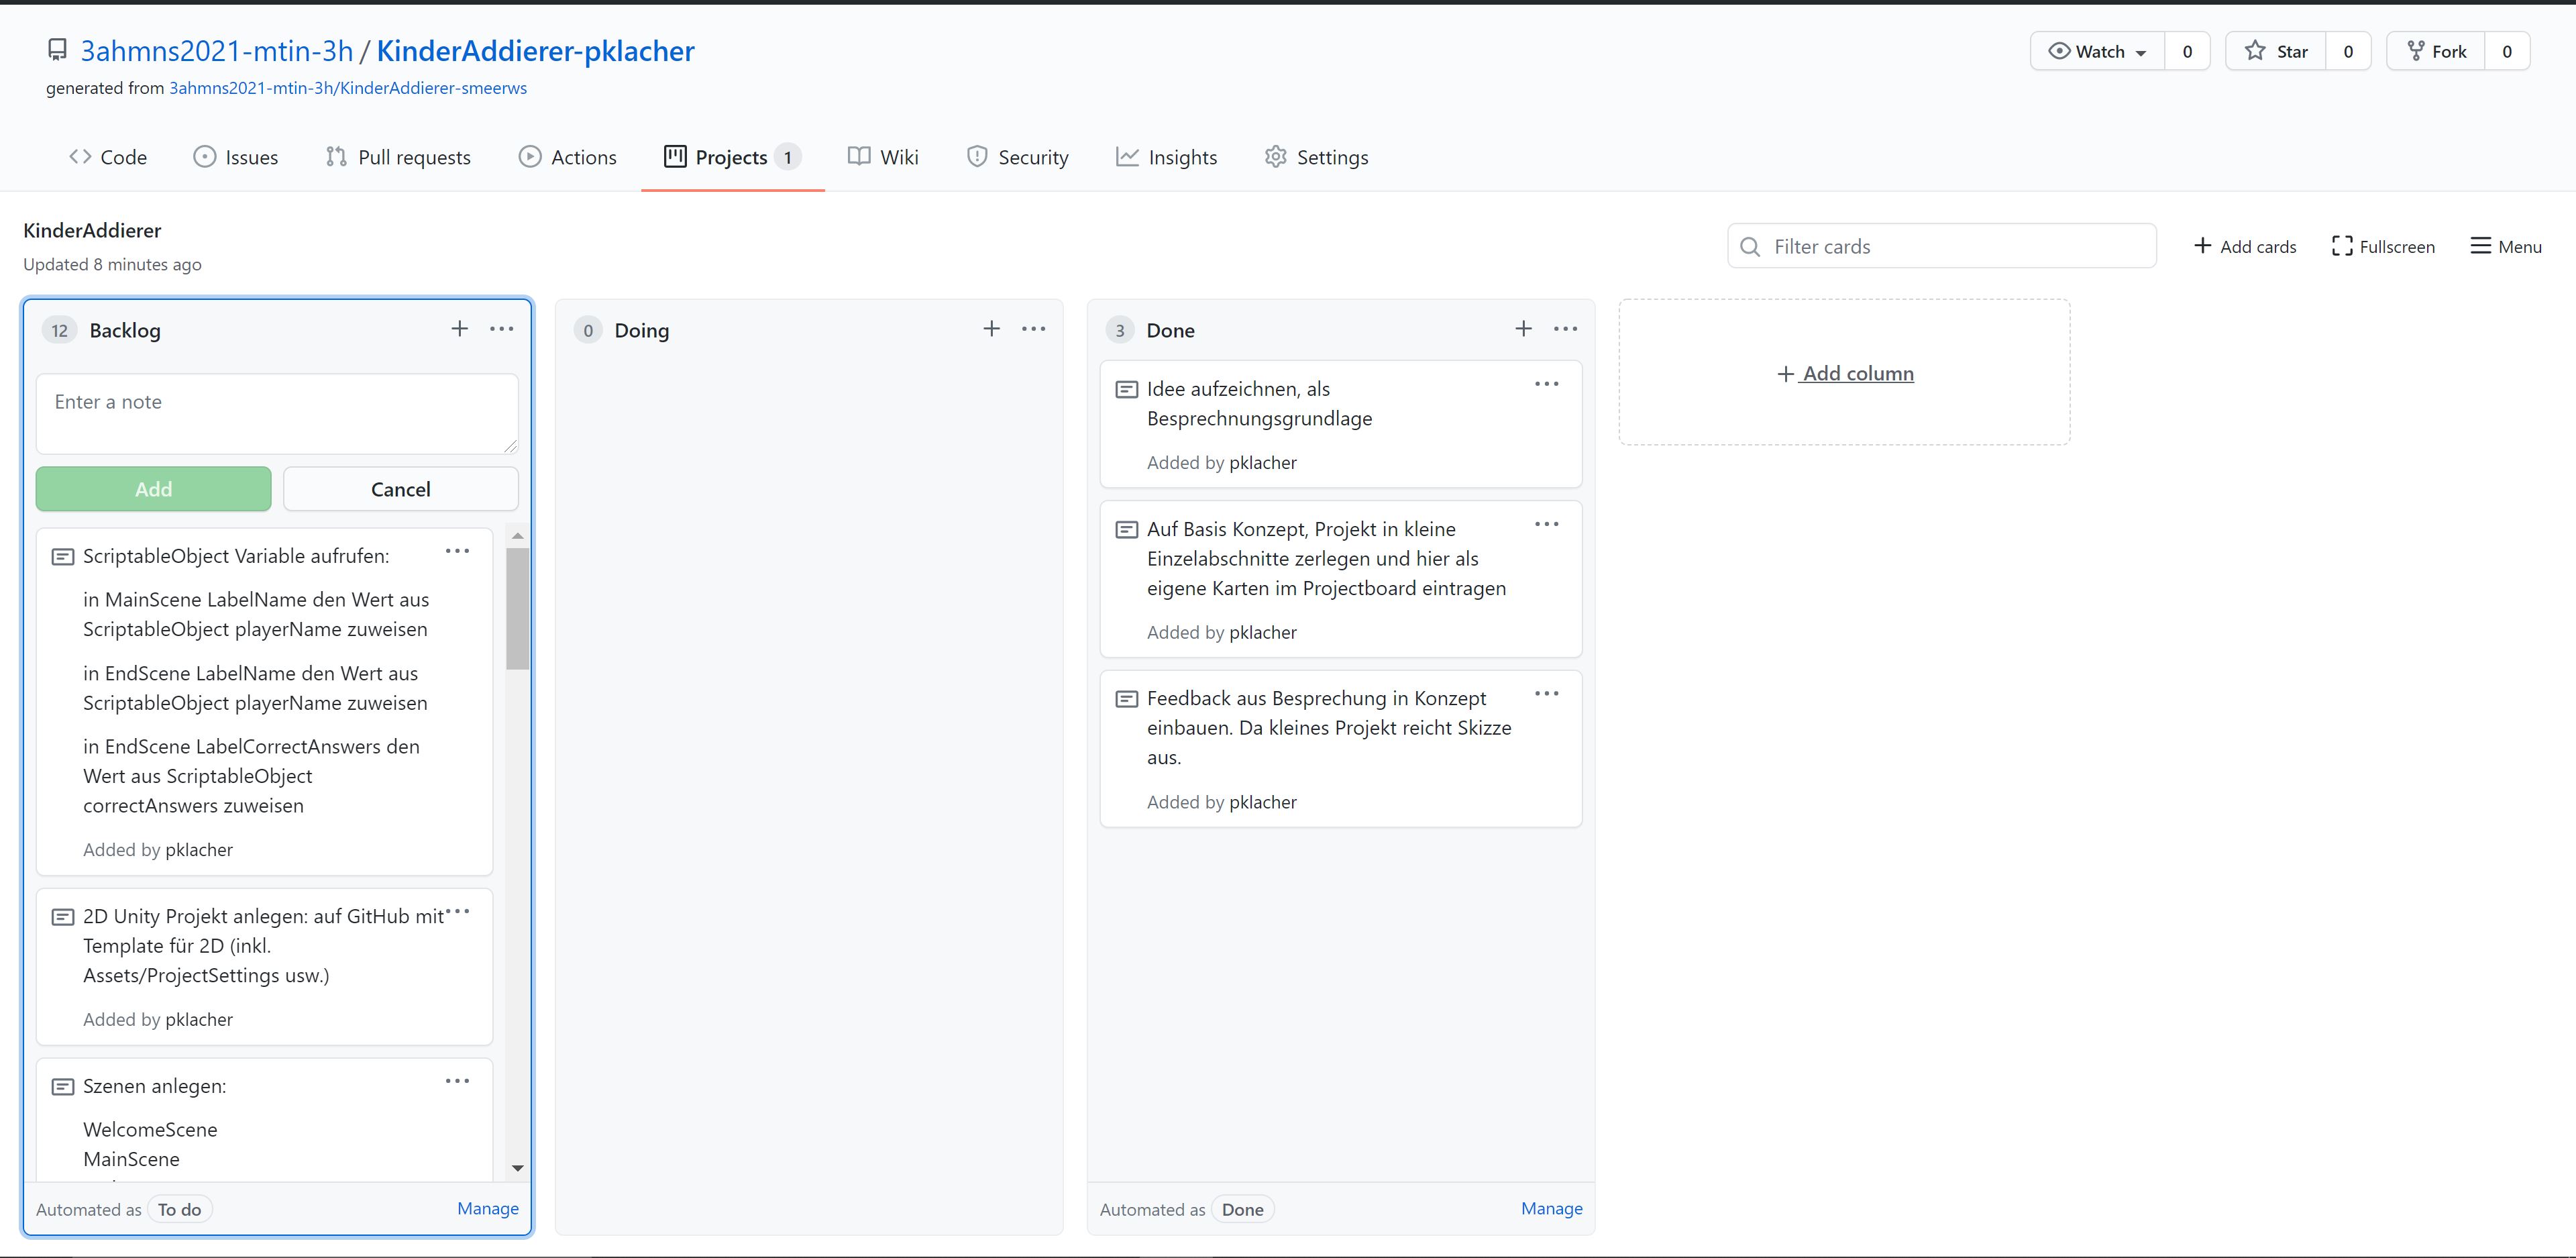 3ahmns2021-mtin-3h / KinderAddierer-pklacher
Watch 0
Star 0
Fork 0
generated from 3ahmns2021-mtin-3h/KinderAddierer-smeerws
Code
Issues
Pull requests
Actions
Projects 1
Wiki
Security
Insights
Settings
KinderAddierer
Updated 8 minutes ago
Filter cards
Add cards
Fullscreen
Menu
12 Backlog
Enter a note
Add
Cancel
ScriptableObject Variable aufrufen:
in MainScene LabelName den Wert aus
ScriptableObject playerName zuweisen
in EndScene LabelName den Wert aus
ScriptableObject playerName zuweisen
in EndScene LabelCorrectAnswers den
Wert aus ScriptableObject
correctAnswers zuweisen
Added by pklacher
2D Unity Projekt anlegen: auf GitHub mit
Template für 2D (inkl.
Assets/ProjectSettings usw.)
Added by pklacher
Szenen anlegen:
WelcomeScene
MainScene
Automated as To do
Manage
0 Doing
3 Done
Idee aufzeichnen, als
Besprechnungsgrundlage
Added by pklacher
Auf Basis Konzept, Projekt in kleine
Einzelabschnitte zerlegen und hier als
eigene Karten im Projectboard eintragen
Added by pklacher
Feedback aus Besprechung in Konzept
einbauen. Da kleines Projekt reicht Skizze
aus.
Added by pklacher
Automated as Done
Manage
+ Add column